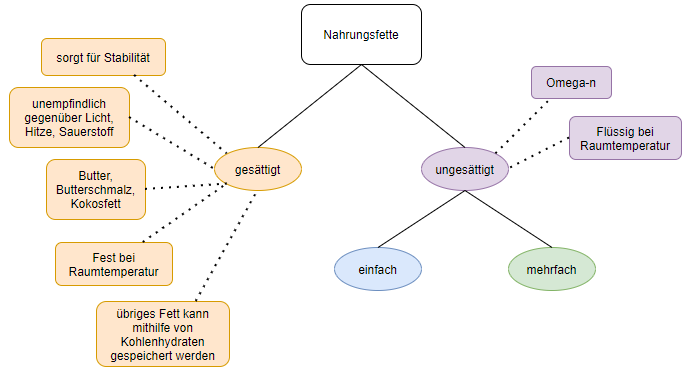 Nahrungsfette
sorgt für Stabilität
unempfindlich
gegenüber Licht,
Hitze, Sauerstoff
Butter,
Butterschmalz,
Kokosfett
Fest bei
Raumtemperatur
übriges Fett kann
mithilfe von
Kohlenhydraten
gespeichert werden
gesättigt
ungesättigt
Omega-n
Flüssig bei
Raumtemperatur
einfach
mehrfach